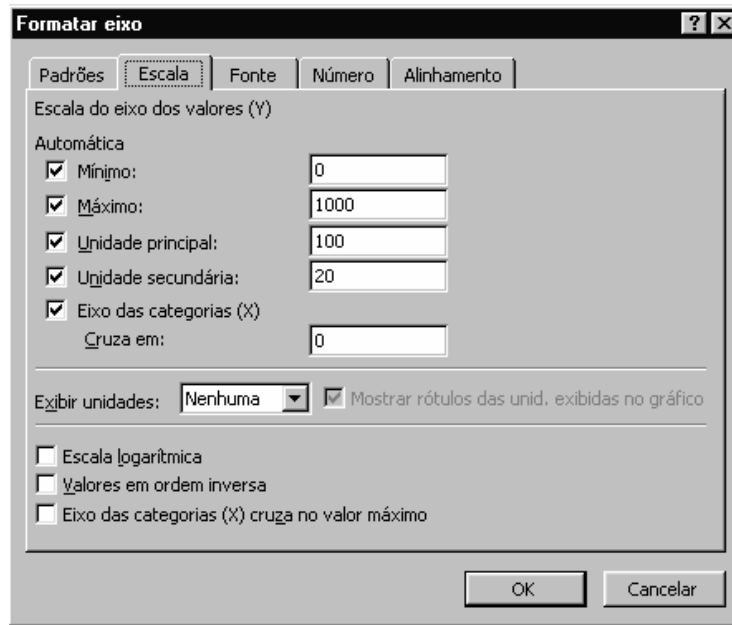 Formatar eixo
Padrões Escala Fonte Número Alinhamento
Escala do eixo dos valores (Y)
Automática
Mínimo: 0
Máximo: 1000
Unidade principal: 100
Unidade secundária: 20
Eixo das categorias (X)
Cruza em: 0
Exibir unidades: Nenhuma Mostrar rótulos das unid. exibidas no gráfico
Escala logarítmica
Valores em ordem inversa
Eixo das categorias (X) cruza no valor máximo
OK Cancelar